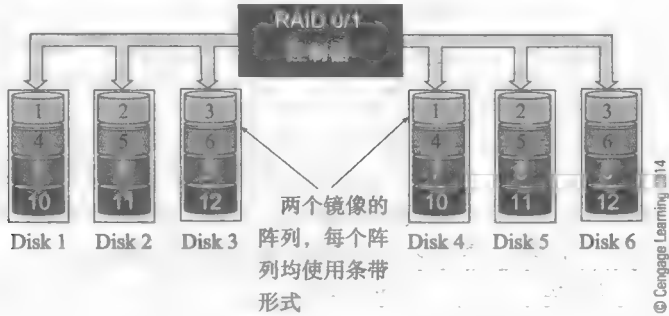 RAID 0/1
1 2 3 1 2 3
4 5 6 4 5 6
10 11 12 10 11 12
Disk 1 Disk 2 Disk 3 Disk 4 Disk 5 Disk 6
两个镜像的
阵列，每个阵
列均使用条带
形式
© Cengage Learning 2014